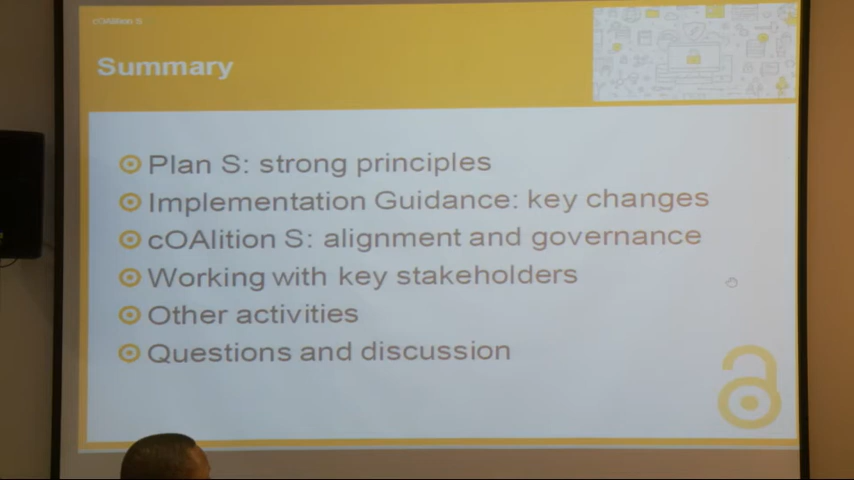 cOAlition S
Summary
Plan S: strong principles
Implementation Guidance: key changes
cOAlition S: alignment and governance
Working with key stakeholders
Other activities
Questions and discussion